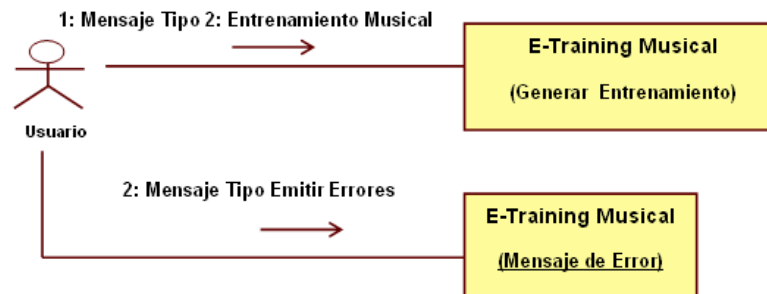 1: Mensaje Tipo 2: Entrenamiento Musical
E-Training Musical
(Generar Entrenamiento)
Usuario
2: Mensaje Tipo Emitir Errores
E-Training Musical
(Mensaje de Error)